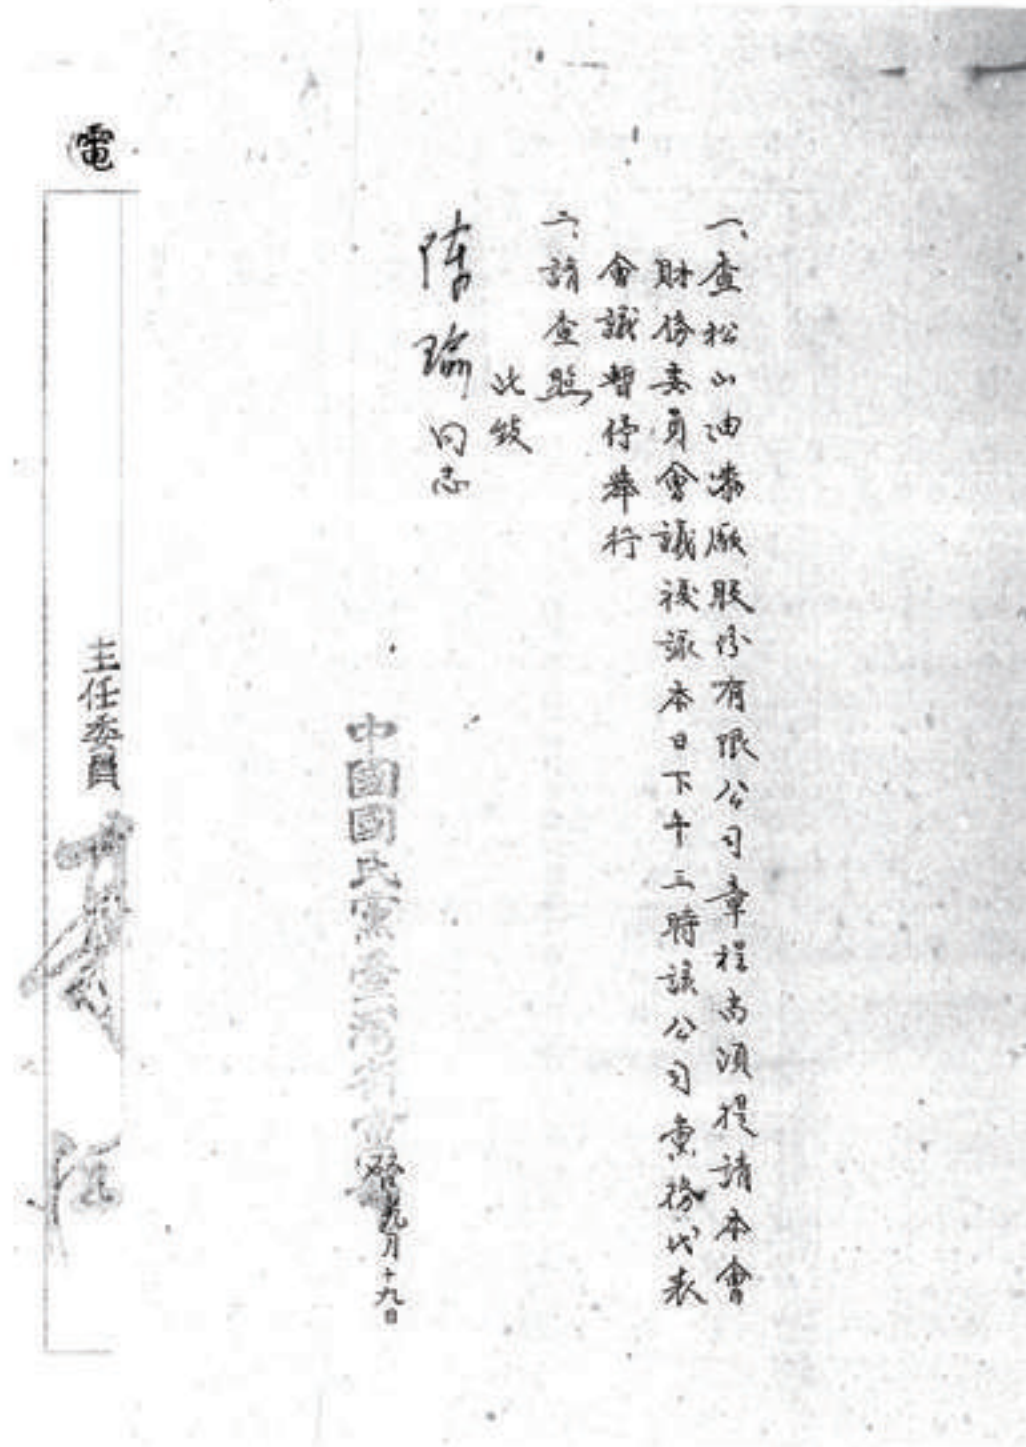 一、查松山油漆廠股份有限公司章程尚須提請本會
財務委員會議後議本日下午三時該公司黨務代表
會議暫停舉行
二、請查照
此致
陳瑜同志
中國國民黨臺灣省黨部 啓 九月十九日
主任委員
電